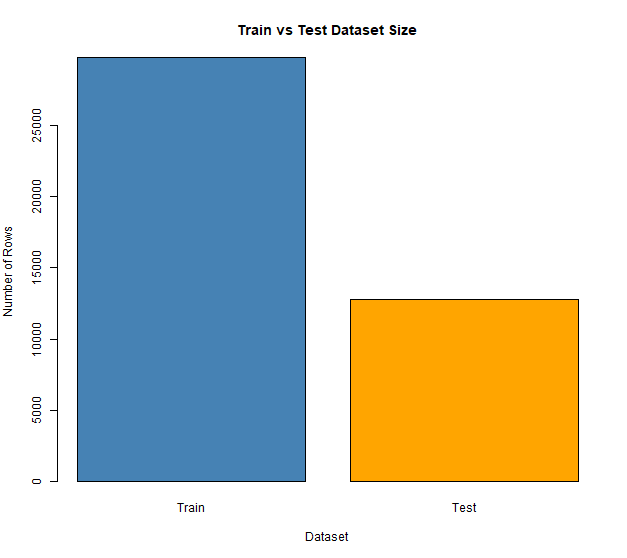 Train vs Test Dataset Size
Number of Rows
25000
20000
15000
10000
5000
0
Train
Test
Dataset